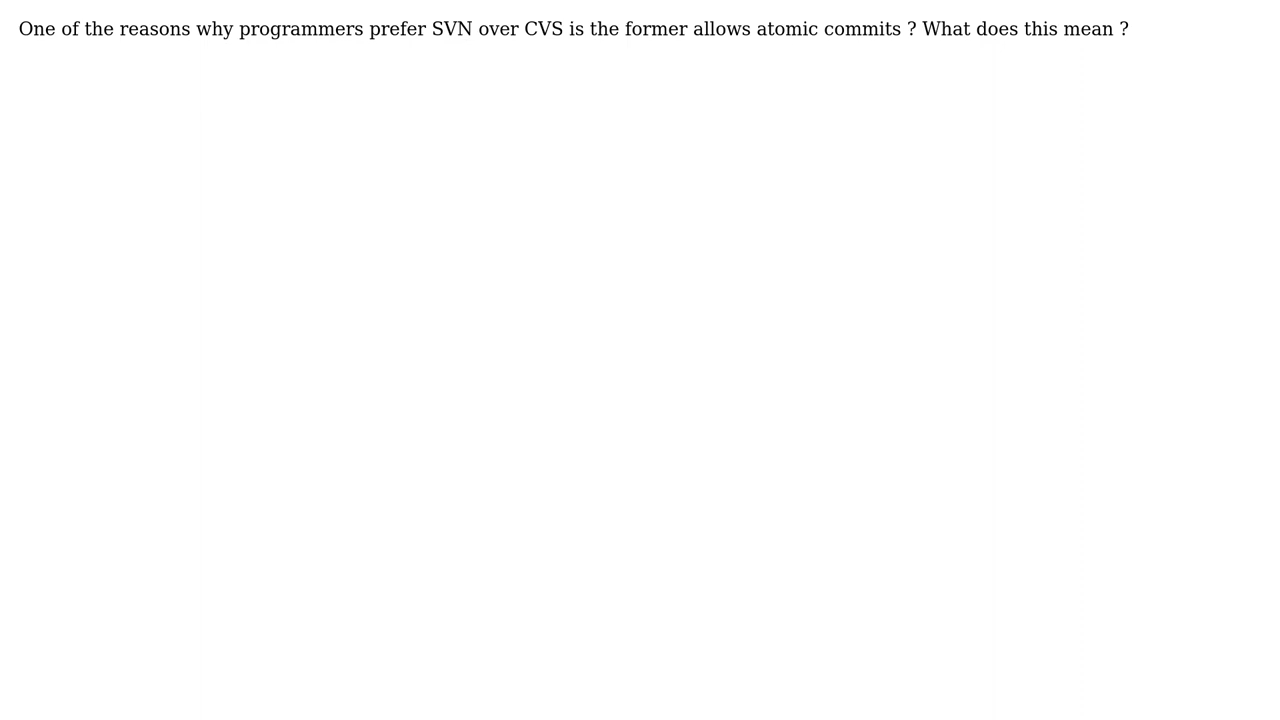 One of the reasons why programmers prefer SVN over CVS is the former allows atomic commits ? What does this mean ?